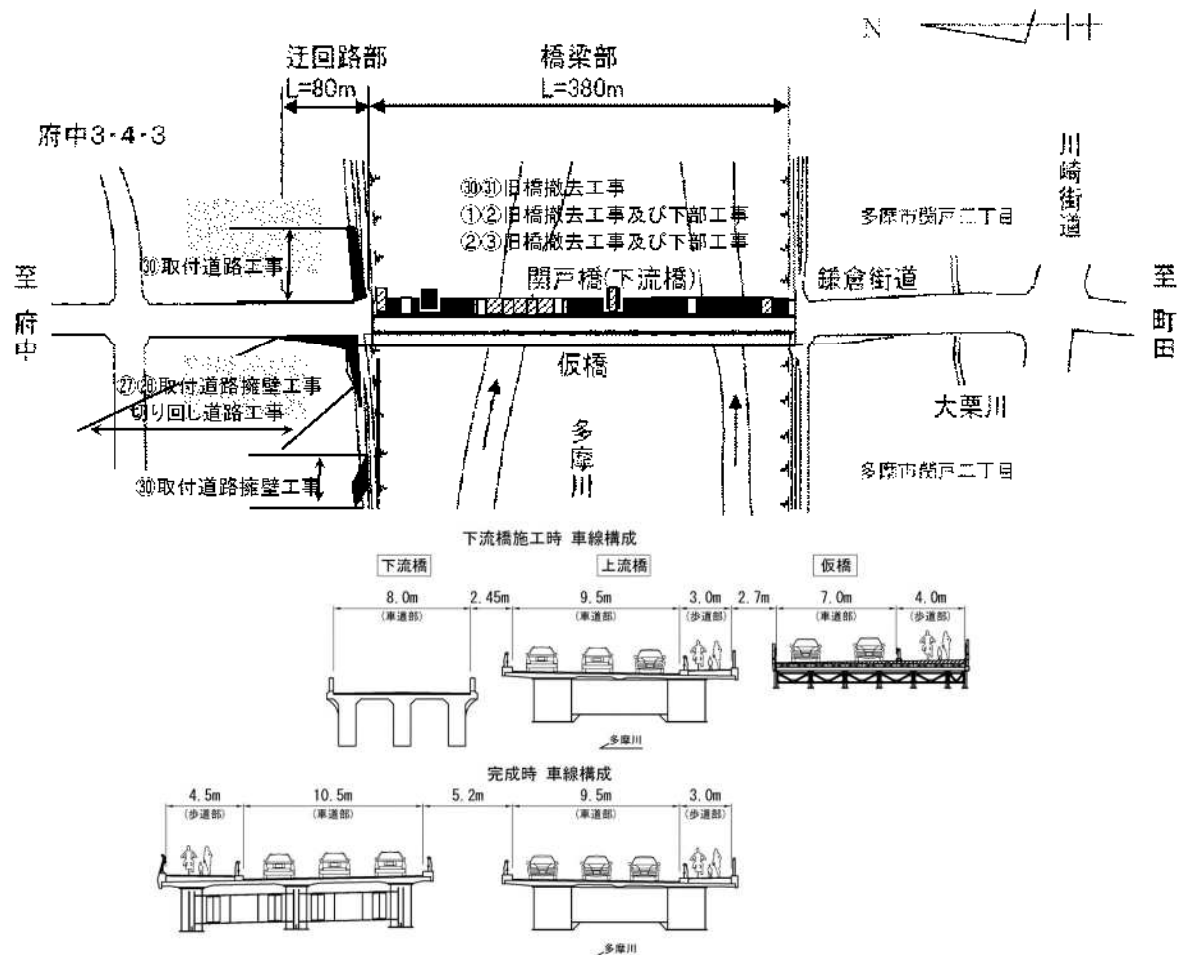 N
迂回路部
L=80m
橋梁部
L=380m
府中3・4・3
川崎街道
㉚㉛旧橋撤去工事
①②旧橋撤去工事及び下部工事
②③旧橋撤去工事及び下部工事
多摩市関戸二丁目
㉚取付道路工事
関戸橋(下流橋)
鎌倉街道
至 府中
至 町田
仮橋
㉗㉘取付道路擁壁工事
切り回し道路工事
大栗川
多摩川
㉚取付道路擁壁工事
多摩市関戸二丁目
下流橋施工時 車線構成
下流橋
上流橋
仮橋
8.0m
2.45m
9.5m
3.0m
2.7m
7.0m
4.0m
(車道部)
(車道部)
(歩道部)
(車道部)
(歩道部)
多摩川
完成時 車線構成
4.5m
10.5m
5.2m
9.5m
3.0m
(歩道部)
(車道部)
(車道部)
(歩道部)
多摩川